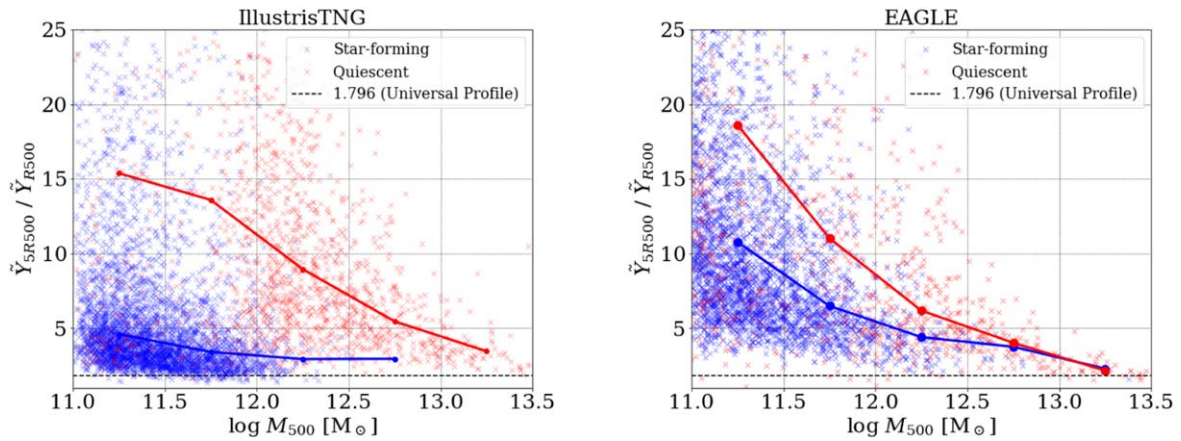 IllustrisTNG
Star-forming
Quiescent
1.796 (Universal Profile)
25
20
15
10
5
Ỹ5R500 / ỸR500
11.0 11.5 12.0 12.5 13.0 13.5
log M500 [M⊙]
EAGLE
Star-forming
Quiescent
1.796 (Universal Profile)
25
20
15
10
5
Ỹ5R500 / ỸR500
11.0 11.5 12.0 12.5 13.0 13.5
log M500 [M⊙]